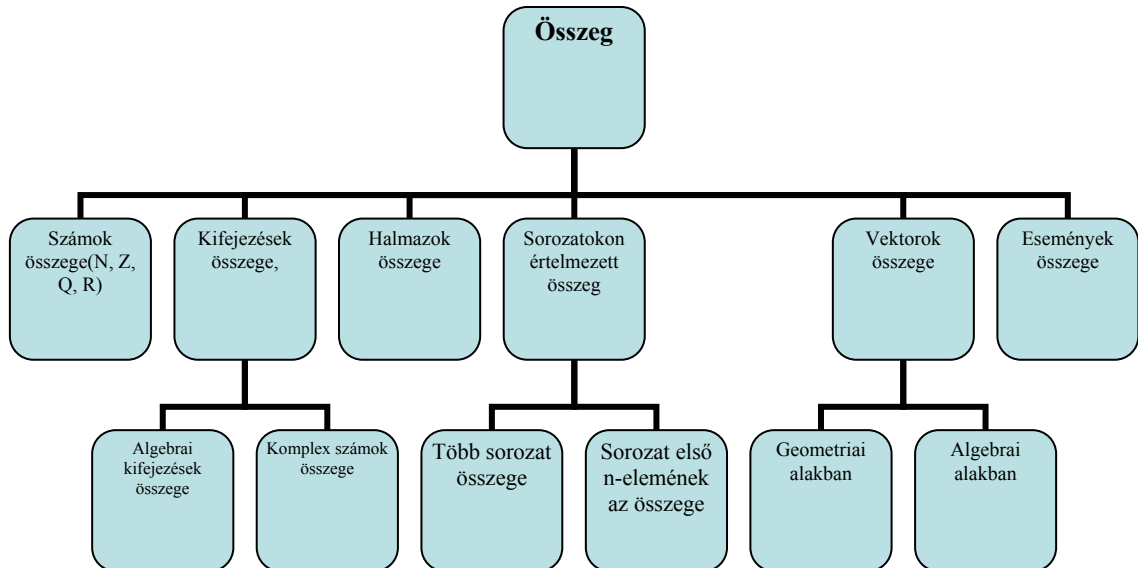 Összeg
Számok
összege(N, Z,
Q, R)
Kifejezések
összege,
Halmazok
összege
Sorozatokon
értelmezett
összeg
Vektorok
összege
Események
összege
Algebrai
kifejezések
összege
Komplex számok
összege
Több sorozat
összege
Sorozat első
n-elemének
az összege
Geometriai
alakban
Algebrai
alakban